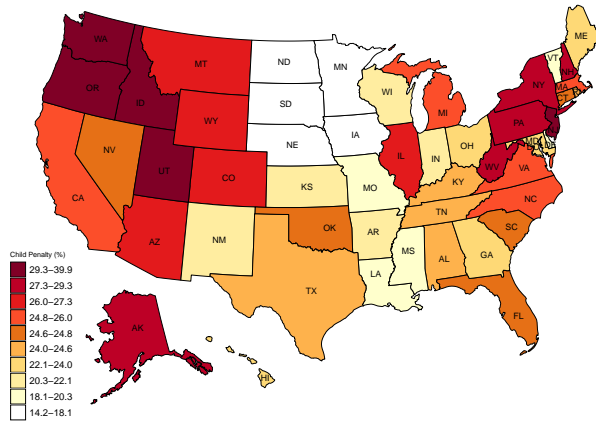 WA
ME
MT
ND
MN
VT
NH
OR
ID
WI
NY
MA
SD
CT
RI
WY
MI
PA
IA
NE
OH
NV
IL
IN
UT
CO
WV
VA
CA
KS
MO
KY
NC
TN
OK
AZ
NM
AR
SC
MS
AL
GA
LA
TX
FL
AK
HI
Child Penalty (%)
29.3–39.9
27.3–29.3
26.0–27.3
24.8–26.0
24.6–24.8
24.0–24.6
22.1–24.0
20.3–22.1
18.1–20.3
14.2–18.1